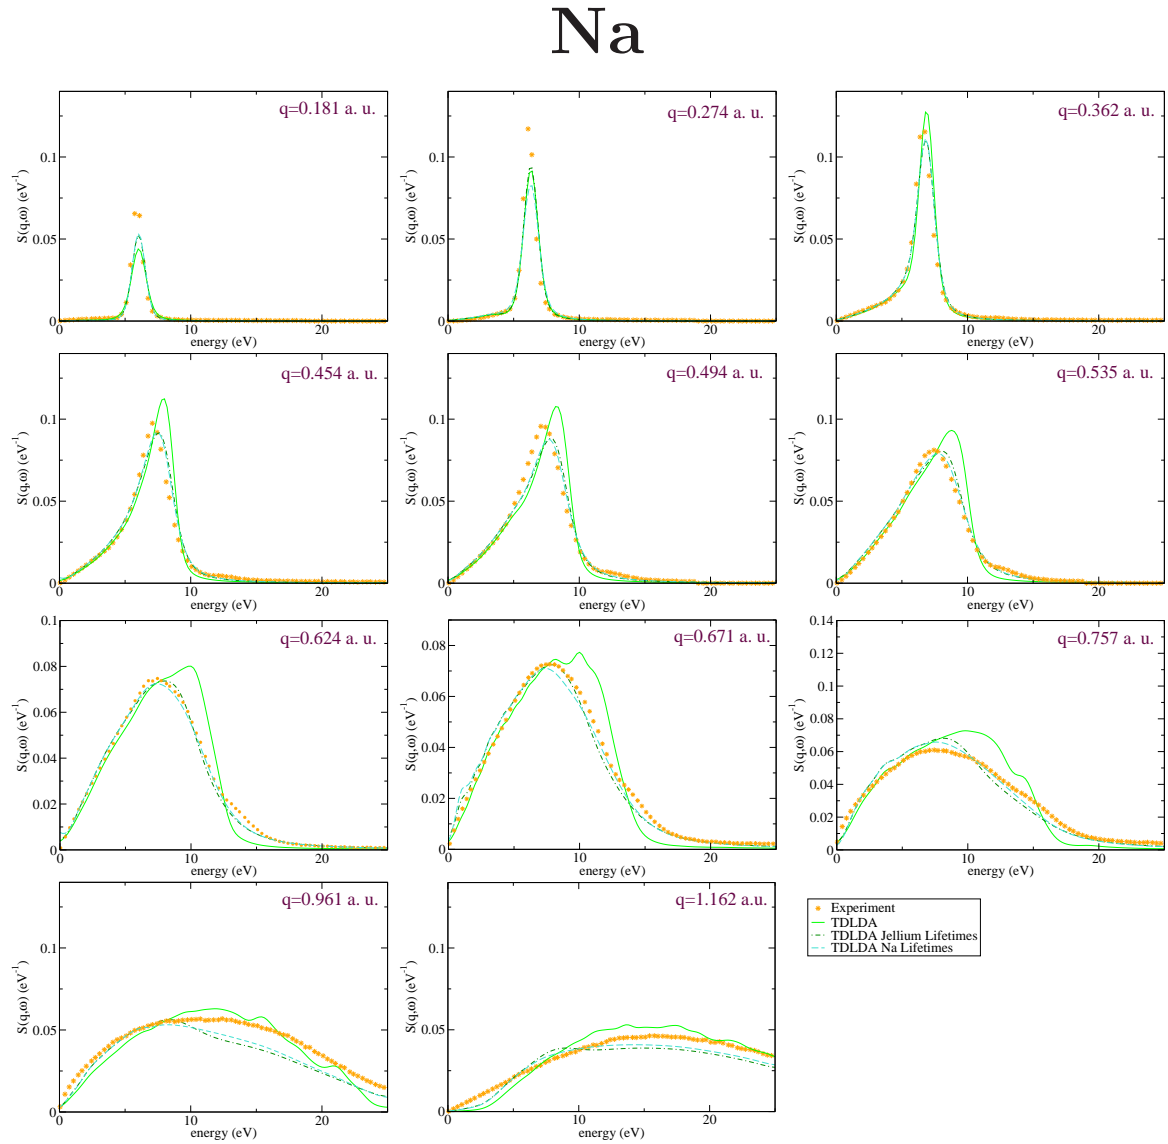 Na
q=0.181 a. u.
S(q,ω) (eV⁻¹)
0.1
0.05
0
0 10 20
energy (eV)
q=0.274 a. u.
S(q,ω) (eV⁻¹)
0.1
0.05
0
0 10 20
energy (eV)
q=0.362 a. u.
S(q,ω) (eV⁻¹)
0.1
0.05
0
0 10 20
energy (eV)
q=0.454 a. u.
S(q,ω) (eV⁻¹)
0.1
0.05
0
0 10 20
energy (eV)
q=0.494 a. u.
S(q,ω) (eV⁻¹)
0.1
0.05
0
0 10 20
energy (eV)
q=0.535 a. u.
S(q,ω) (eV⁻¹)
0.1
0.05
0
0 10 20
energy (eV)
q=0.624 a. u.
S(q,ω) (eV⁻¹)
0.1
0.08
0.06
0.04
0.02
0
0 10 20
energy (eV)
q=0.671 a. u.
S(q,ω) (eV⁻¹)
0.08
0.06
0.04
0.02
0
0 10 20
energy (eV)
q=0.757 a. u.
S(q,ω) (eV⁻¹)
0.14
0.12
0.1
0.08
0.06
0.04
0.02
0
0 10 20
energy (eV)
q=0.961 a. u.
S(q,ω) (eV⁻¹)
0.1
0.05
0
0 10 20
energy (eV)
q=1.162 a.u.
S(q,ω) (eV⁻¹)
0.1
0.05
0
0 10 20
energy (eV)
Experiment
TDLDA
TDLDA Jellium Lifetimes
TDLDA Na Lifetimes